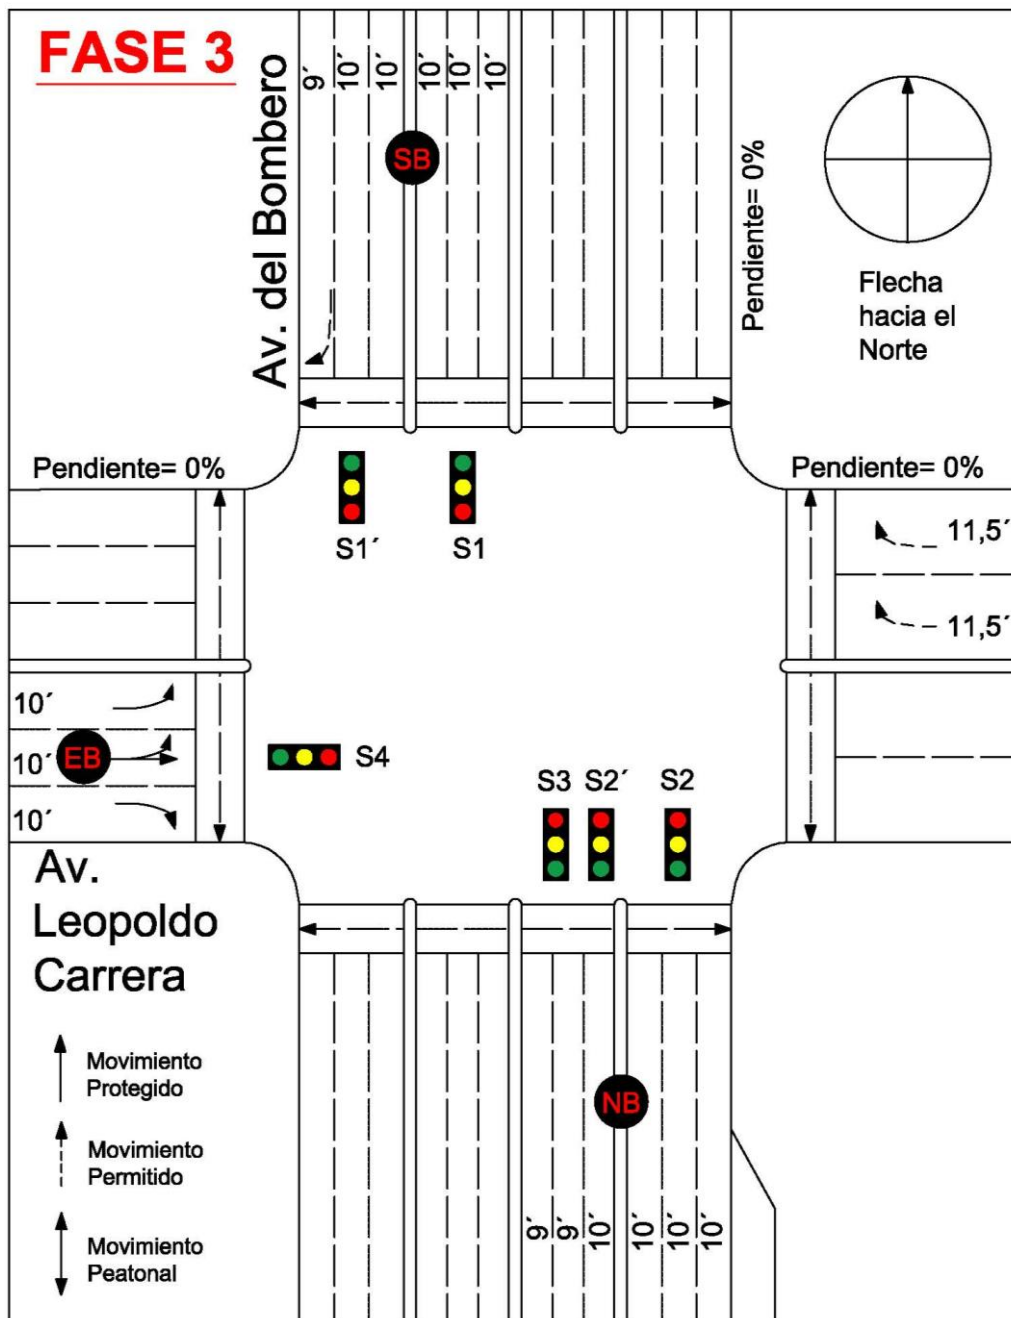 FASE 3
Av. del Bombero
9´
10´
10´
10´
10´
10´
SB
Pendiente= 0%
Flecha
hacia el
Norte
Pendiente= 0%
Pendiente= 0%
S1´
S1
11,5´
11,5´
10´
10´
10´
EB
S4
S3
S2´
S2
Av.
Leopoldo
Carrera
Movimiento
Protegido
Movimiento
Permitido
Movimiento
Peatonal
NB
9´
9´
10´
10´
10´
10´